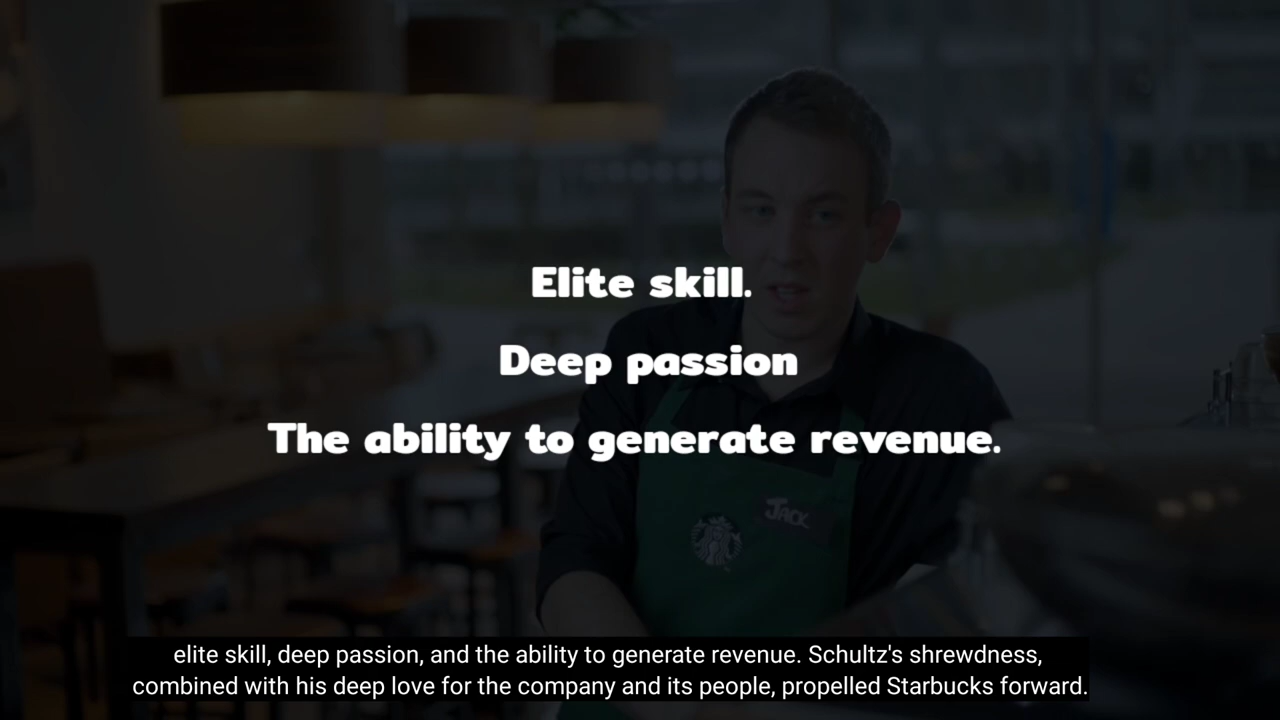 Elite skill.
Deep passion
The ability to generate revenue.
Jack
elite skill, deep passion, and the ability to generate revenue. Schultz's shrewdness,
combined with his deep love for the company and its people, propelled Starbucks forward.